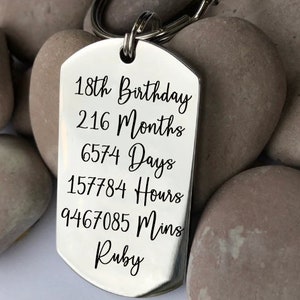 18th Birthday
216 Months
6574 Days
157784 Hours
9467085 Mins
Ruby